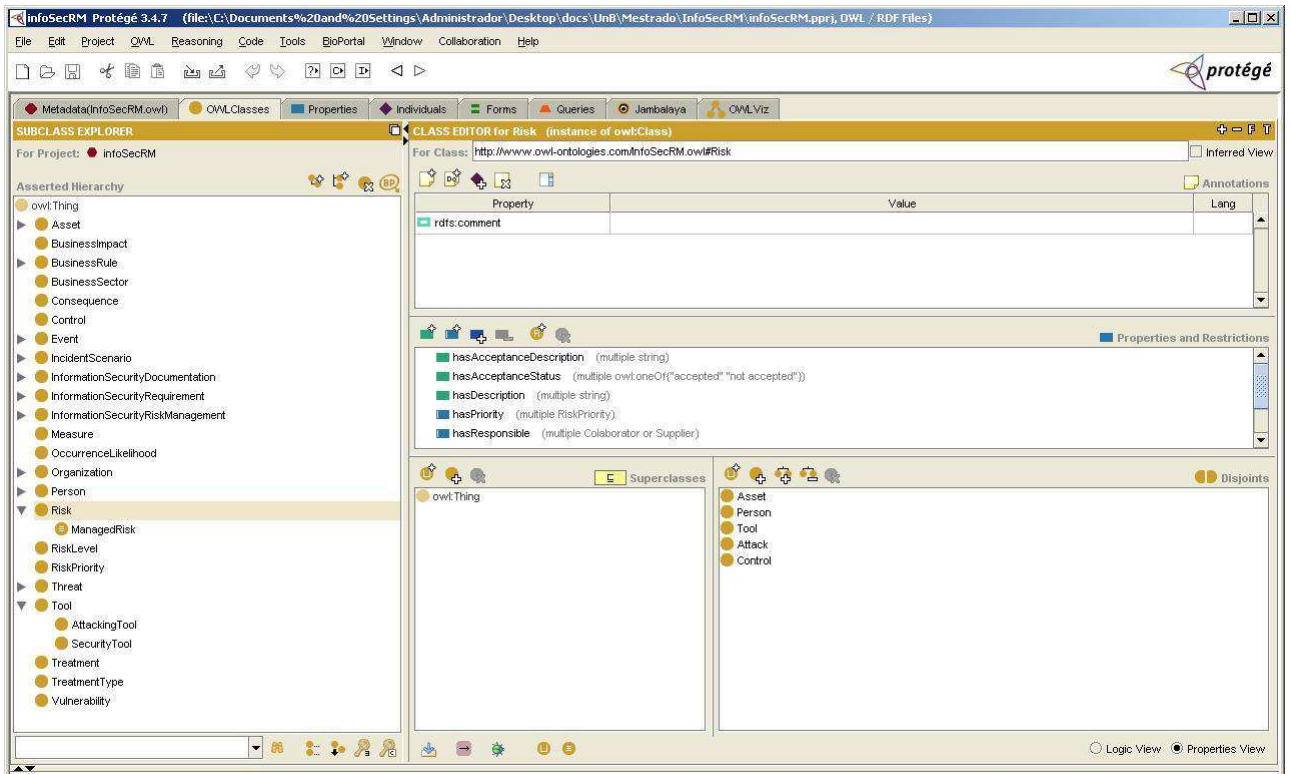 infoSecRM Protégé 3.4.7 (file:\C:\Documents%20and%20Settings\Administrador\Desktop\docs\UnB\Mestrado\InfoSecRM\infoSecRM.pprj, OWL / RDF Files)
File Edit Project OWL Reasoning Code Tools BioPortal Window Collaboration Help
protégé
Metadata(InfoSecRM.owl) OWLClasses Properties Individuals Forms Queries Jambalaya OWLViz
SUBCLASS EXPLORER
For Project: infoSecRM
Asserted Hierarchy
BP
owl:Thing
Asset
BusinessImpact
BusinessRule
BusinessSector
Consequence
Control
Event
IncidentScenario
InformationSecurityDocumentation
InformationSecurityRequirement
InformationSecurityRiskManagement
Measure
OccurrenceLikelihood
Organization
Person
Risk
ManagedRisk
RiskLevel
RiskPriority
Threat
Tool
AttackingTool
SecurityTool
Treatment
TreatmentType
Vulnerability
CLASS EDITOR for Risk (instance of owl:Class)
For Class: http://www.owl-ontologies.com/InfoSecRM.owl#Risk
Inferred View
Annotations
Property Value Lang
rdfs:comment
Properties and Restrictions
hasAcceptanceDescription (multiple string)
hasAcceptanceStatus (multiple owl:oneOf{"accepted" "not accepted"})
hasDescription (multiple string)
hasPriority (multiple RiskPriority)
hasResponsible (multiple Colaborator or Supplier)
Superclasses
owl:Thing
Disjoints
Asset
Person
Tool
Attack
Control
Logic View Properties View